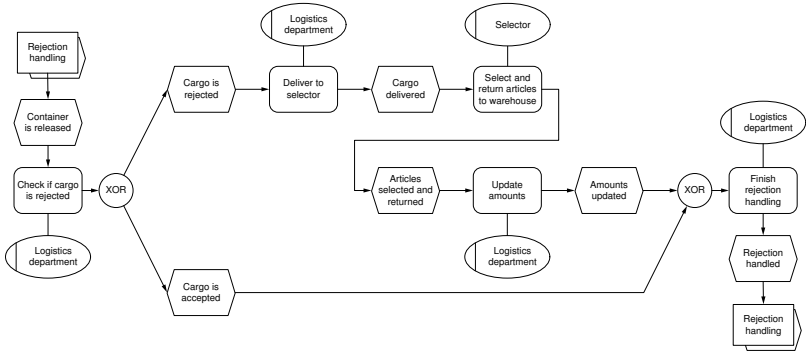 Rejection
handling
Container
is released
Check if cargo
is rejected
Logistics
department
XOR
Cargo is
rejected
Logistics
department
Deliver to
selector
Cargo
delivered
Selector
Select and
return articles
to warehouse
Articles
selected and
returned
Update
amounts
Logistics
department
Amounts
updated
Cargo is
accepted
XOR
Logistics
department
Finish
rejection
handling
Rejection
handled
Rejection
handling